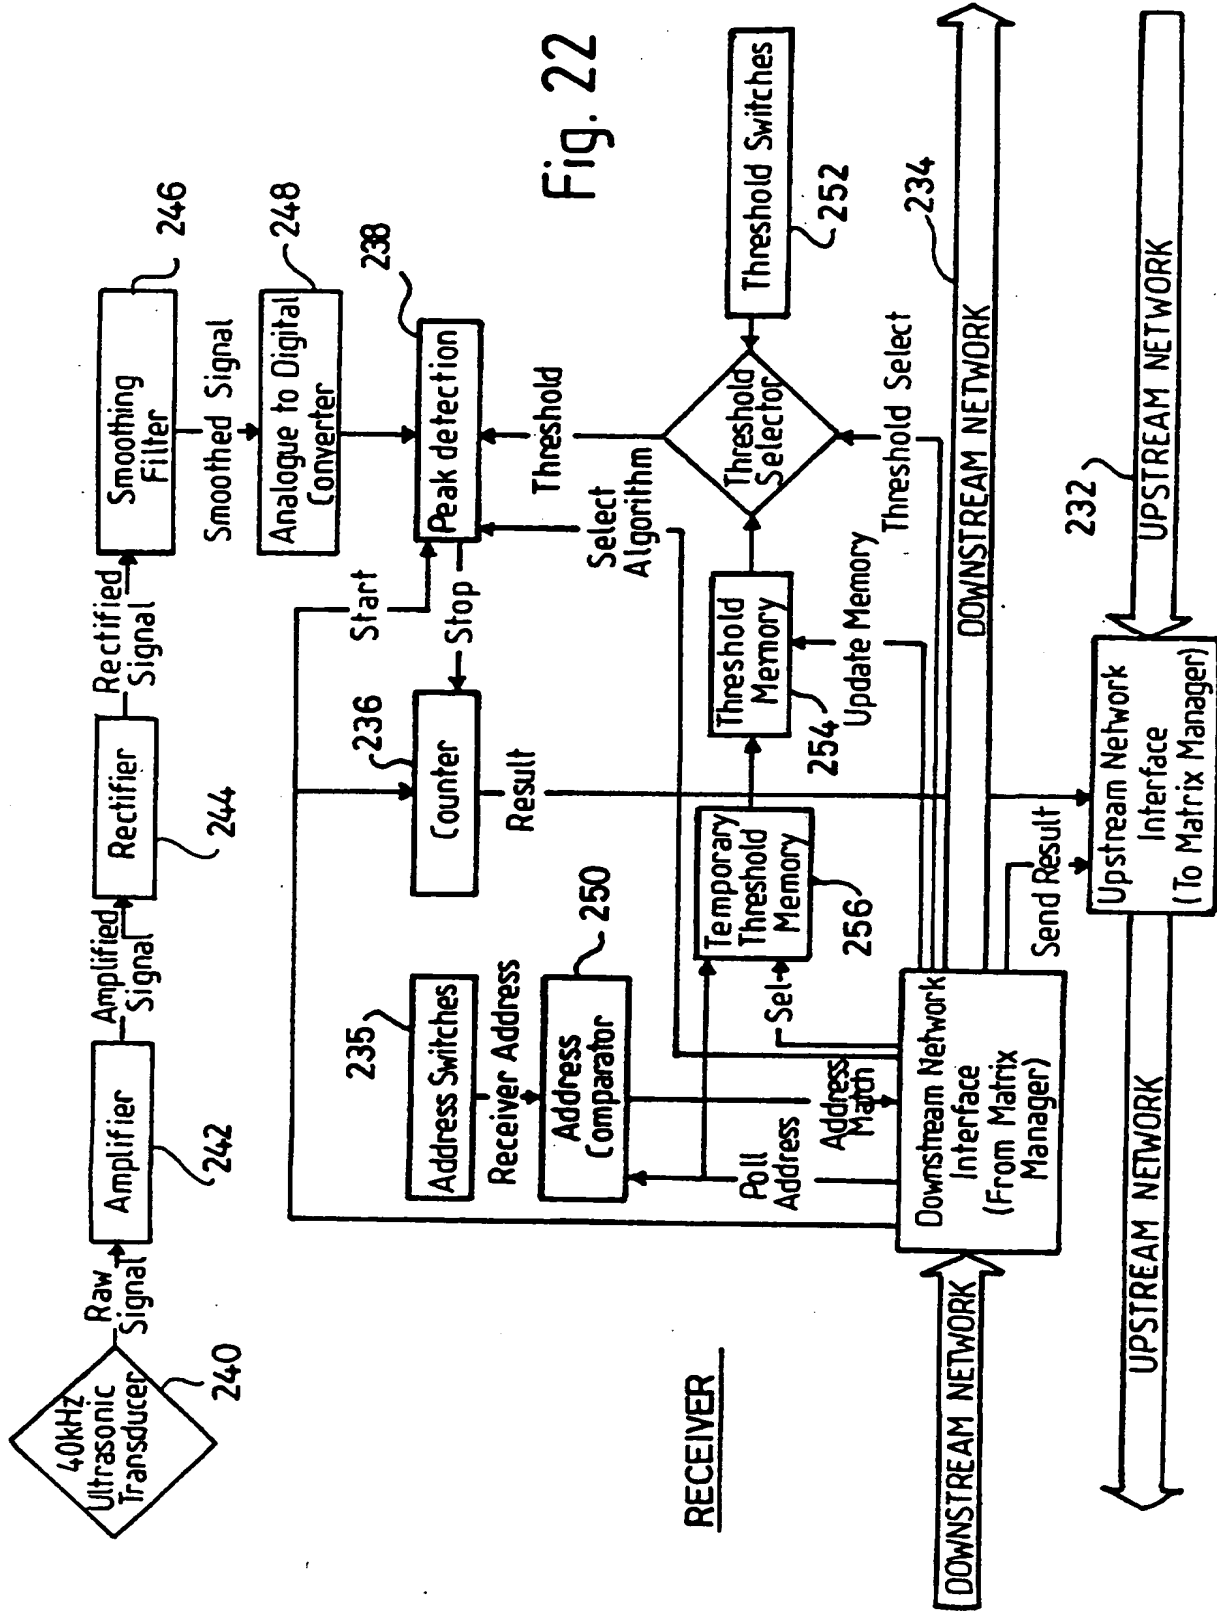 40kHz
Ultrasonic
Transducer
240
Raw
Signal
Amplifier
242
Amplified
Signal
Rectifier
244
Rectified
Signal
Smoothing
Filter
246
Smoothed Signal
Analogue to Digital
Converter
248
Peak detection
238
Start
Stop
Counter
236
Result
Select
Algorithm
Threshold
Fig. 22
Address Switches
235
Receiver Address
Address
Comparator
250
Poll
Address
Address
Match
Sel
Temporary
Threshold
Memory
256
Threshold
Memory
254
Update Memory
Threshold
Selector
Threshold Switches
252
Threshold Select
RECEIVER
DOWNSTREAM NETWORK
Downstream Network
Interface
(From Matrix
Manager)
DOWNSTREAM NETWORK
234
Send Result
UPSTREAM NETWORK
Upstream Network
Interface
(To Matrix Manager)
UPSTREAM NETWORK
232